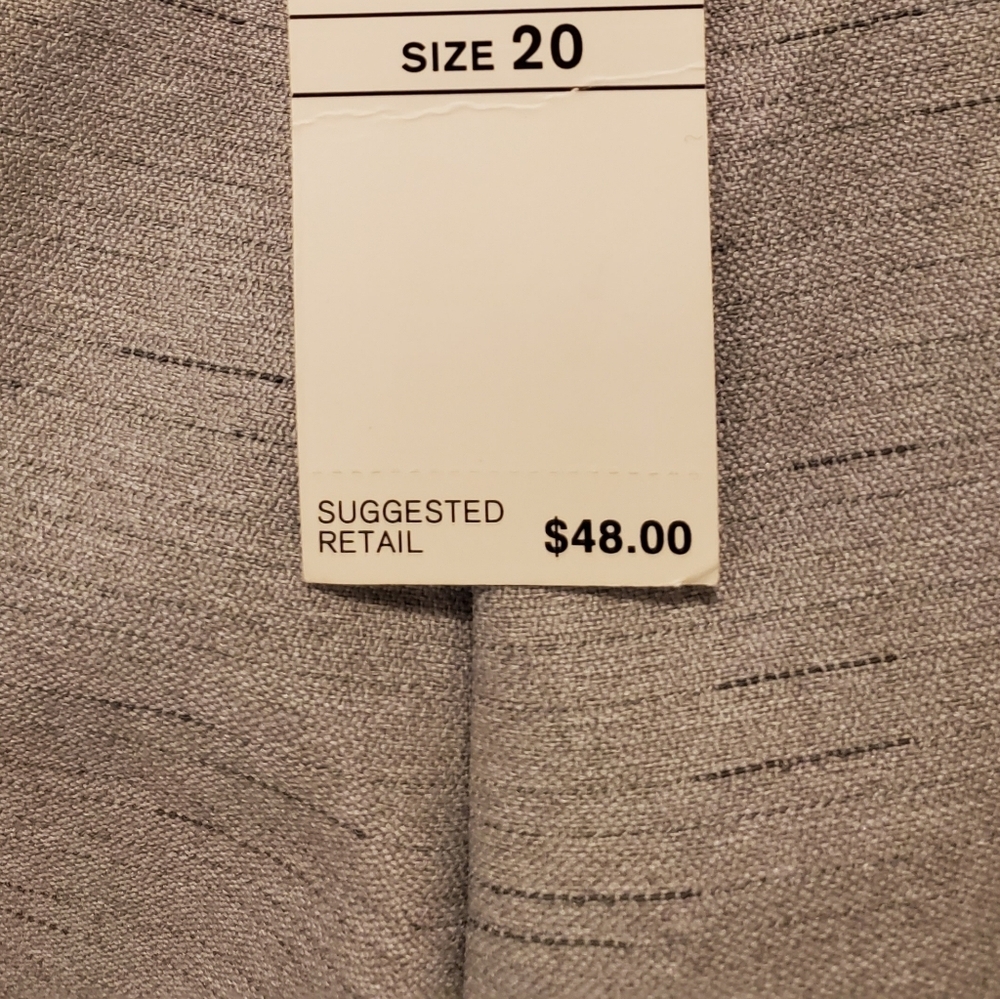 SIZE 20
SUGGESTED
RETAIL $48.00